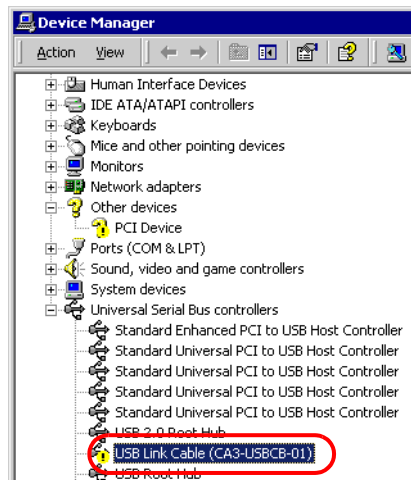 Device Manager
Action View
Human Interface Devices
IDE ATA/ATAPI controllers
Keyboards
Mice and other pointing devices
Monitors
Network adapters
Other devices
PCI Device
Ports (COM & LPT)
Sound, video and game controllers
System devices
Universal Serial Bus controllers
Standard Enhanced PCI to USB Host Controller
Standard Universal PCI to USB Host Controller
Standard Universal PCI to USB Host Controller
Standard Universal PCI to USB Host Controller
Standard Universal PCI to USB Host Controller
USB 2.0 Root Hub
USB Link Cable (CA3-USBCB-01)
USB Root Hub